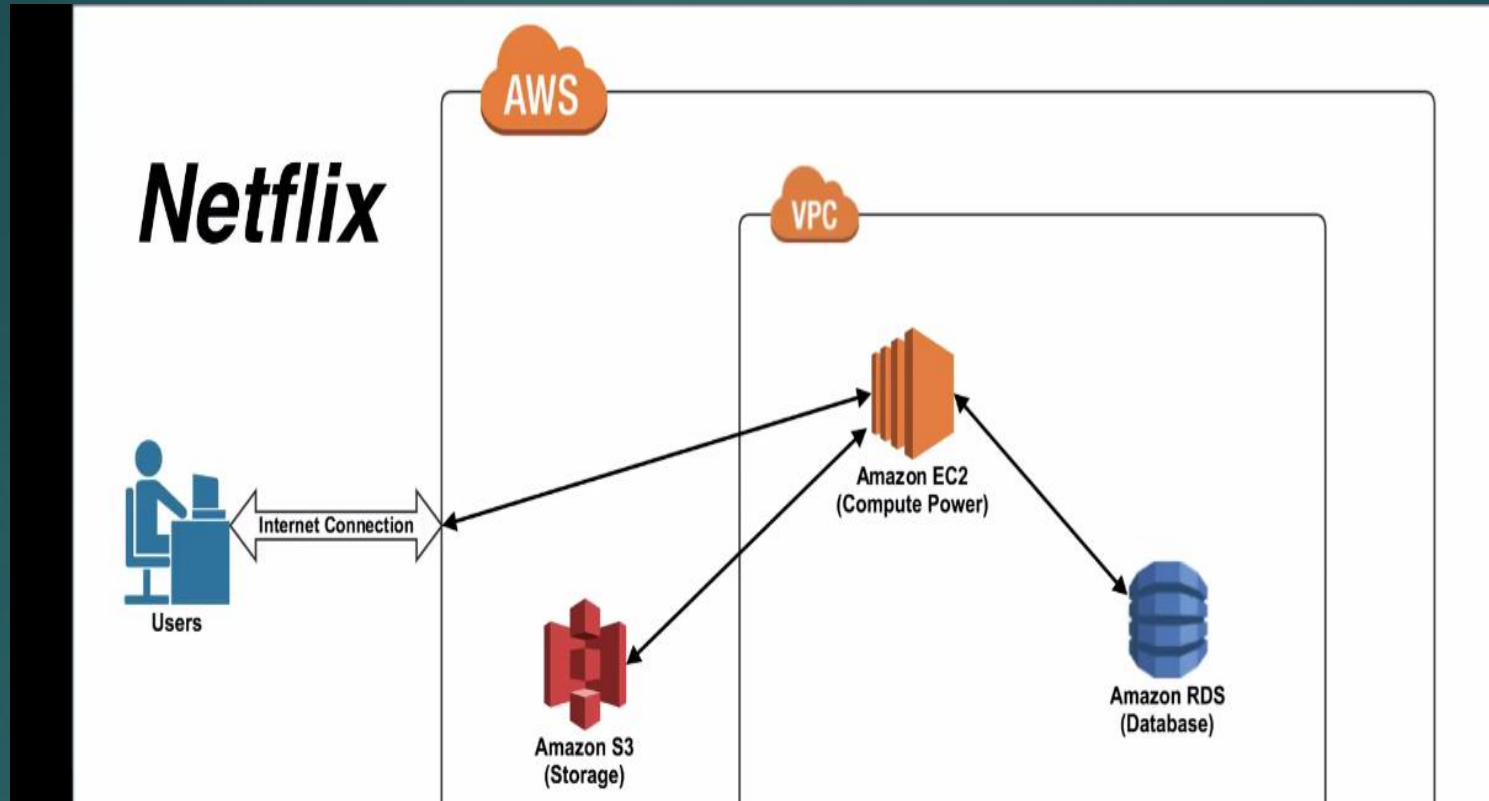 AWS
Netflix
VPC
Amazon EC2
(Compute Power)
Internet Connection
Users
Amazon RDS
(Database)
Amazon S3
(Storage)